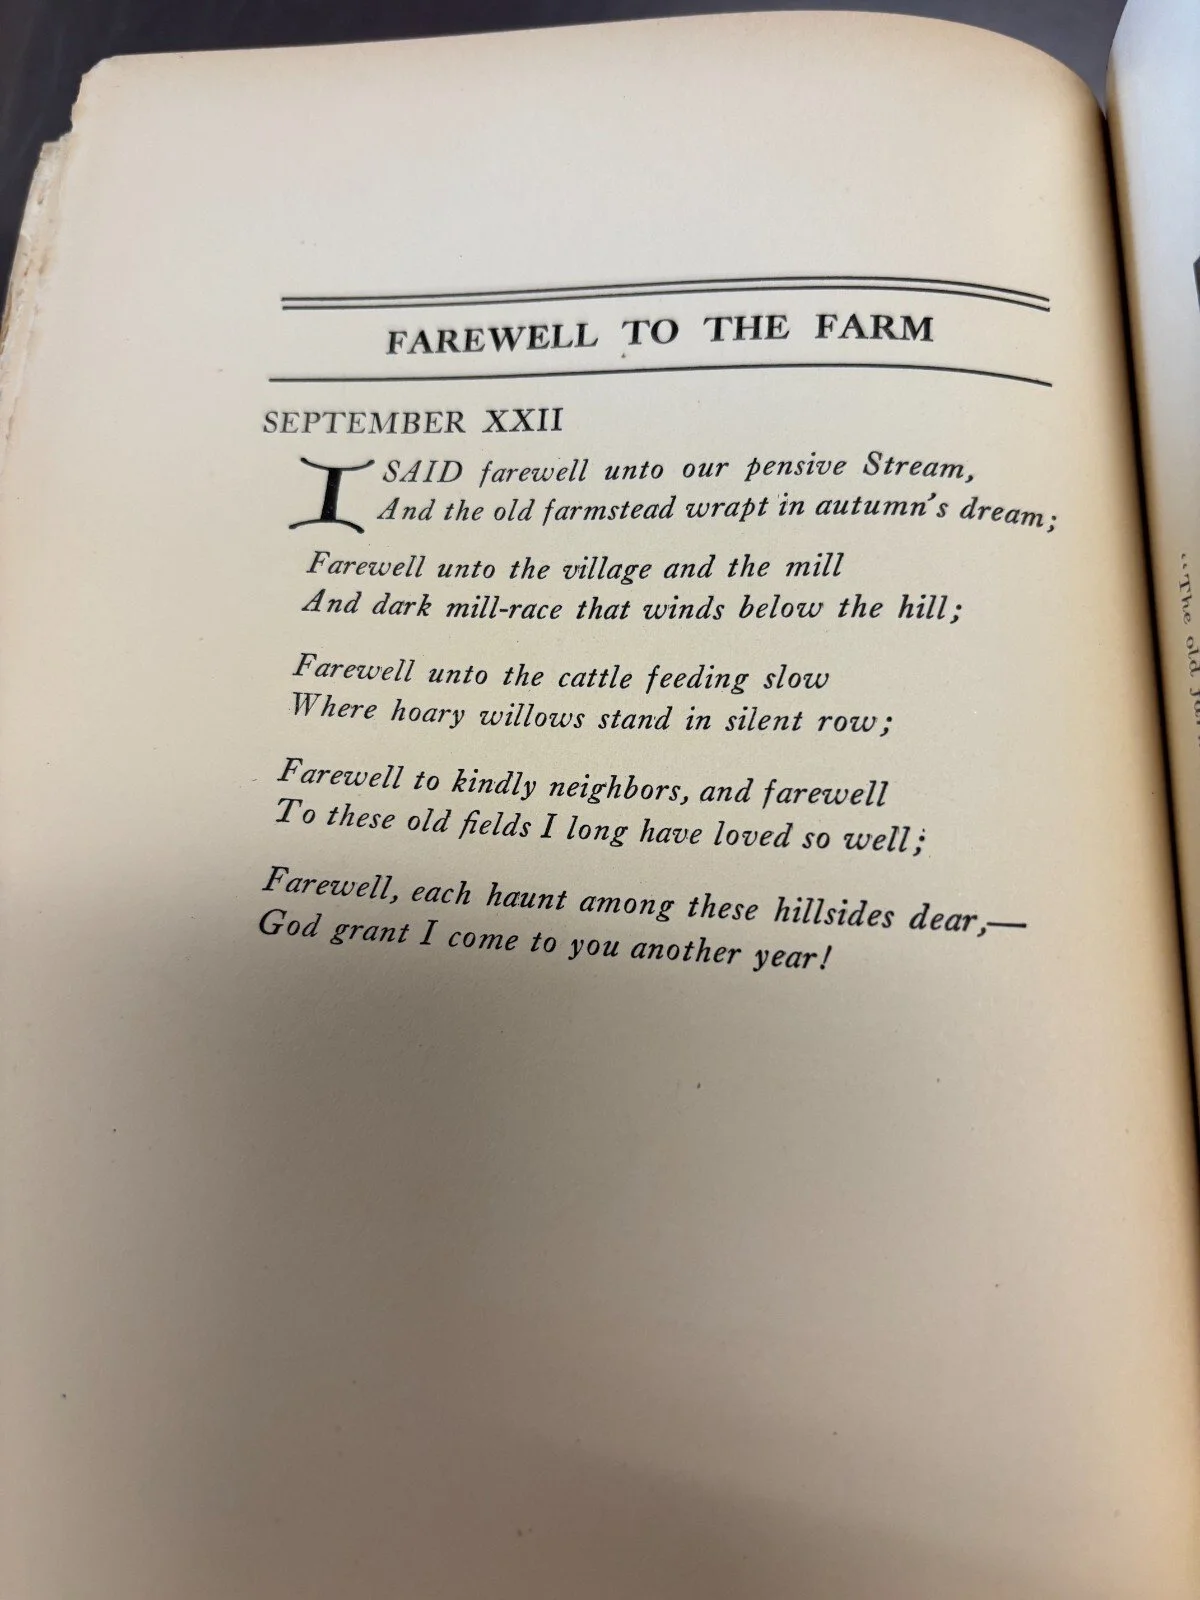 FAREWELL TO THE FARM
SEPTEMBER XXII
I SAID farewell unto our pensive Stream,
And the old farmstead wrapt in autumn's dream;
Farewell unto the village and the mill
And dark mill-race that winds below the hill;
Farewell unto the cattle feeding slow
Where hoary willows stand in silent row;
Farewell to kindly neighbors, and farewell
To these old fields I long have loved so well;
Farewell, each haunt among these hillsides dear,—
God grant I come to you another year!
"The old